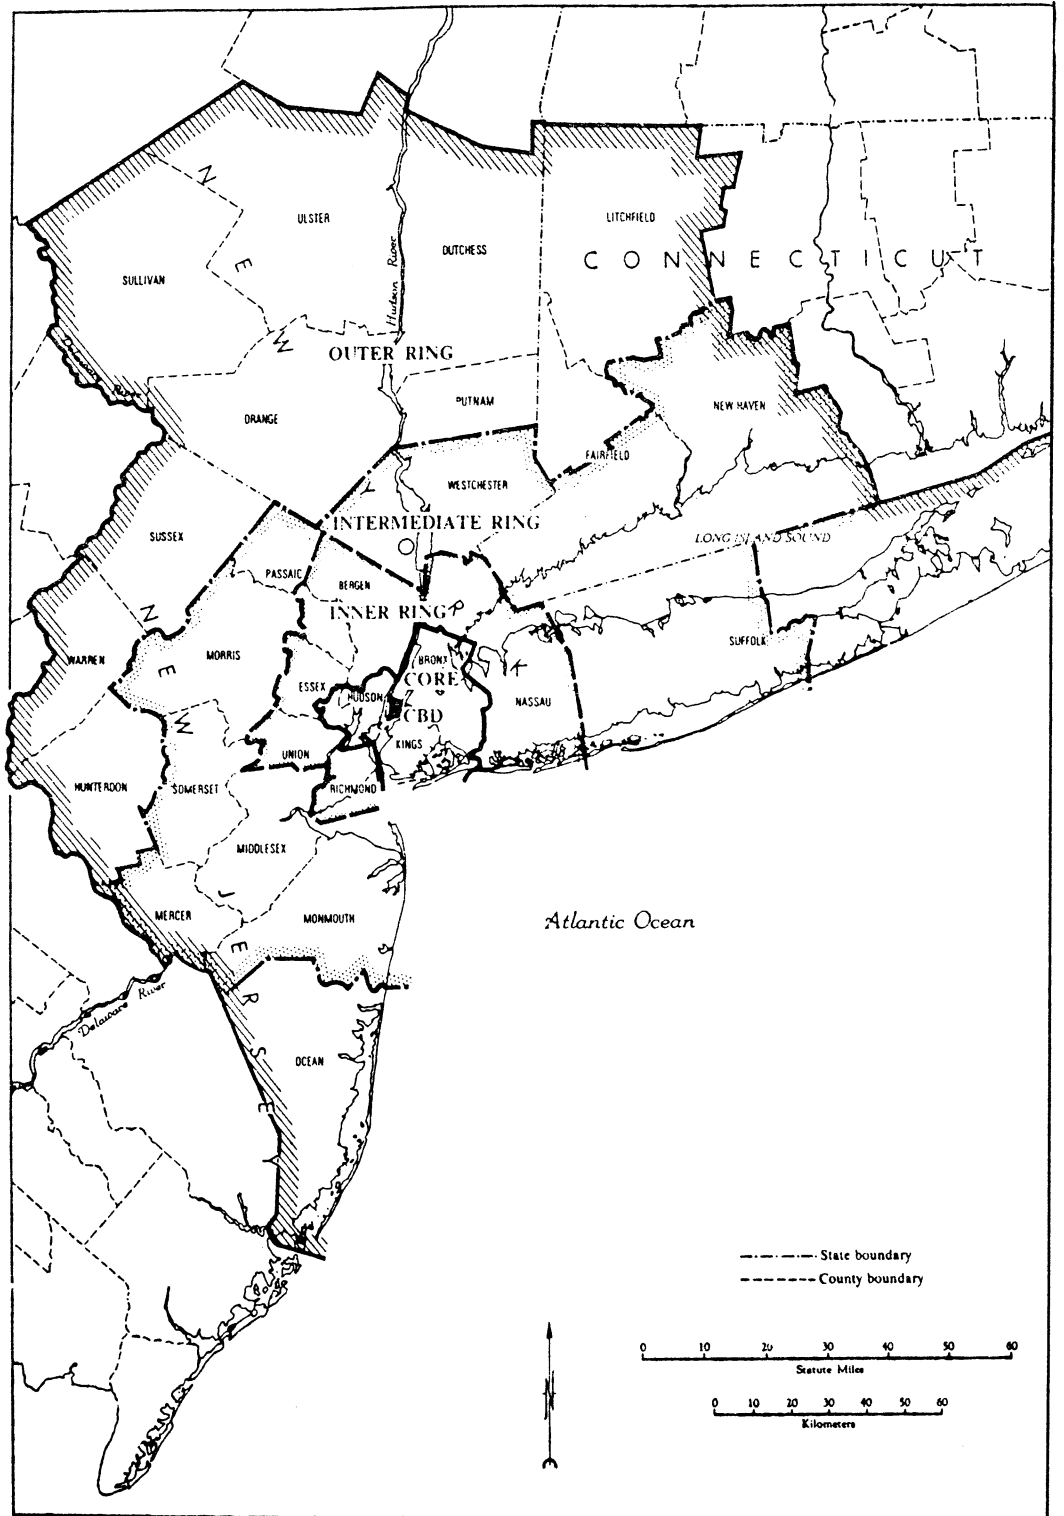 NEW YORK
ULSTER
LITCHFIELD
DUTCHESS
CONNECTICUT
SULLIVAN
Hudson River
Delaware River
OUTER RING
PUTNAM
NEW HAVEN
ORANGE
FAIRFIELD
WESTCHESTER
INTERMEDIATE RING
SUSSEX
LONG ISLAND SOUND
PASSAIC
BERGEN
INNER RING
SUFFOLK
WARREN
MORRIS
BRONX
CORE
ESSEX
HUDSON
NASSAU
CBD
KINGS
UNION
HUNTERDON
SOMERSET
RICHMOND
MIDDLESEX
MERCER
MONMOUTH
Atlantic Ocean
NEW JERSEY
Delaware River
OCEAN
State boundary
County boundary
0 10 20 30 40 50 60
Statute Miles
0 10 20 30 40 50 60
Kilometers
N